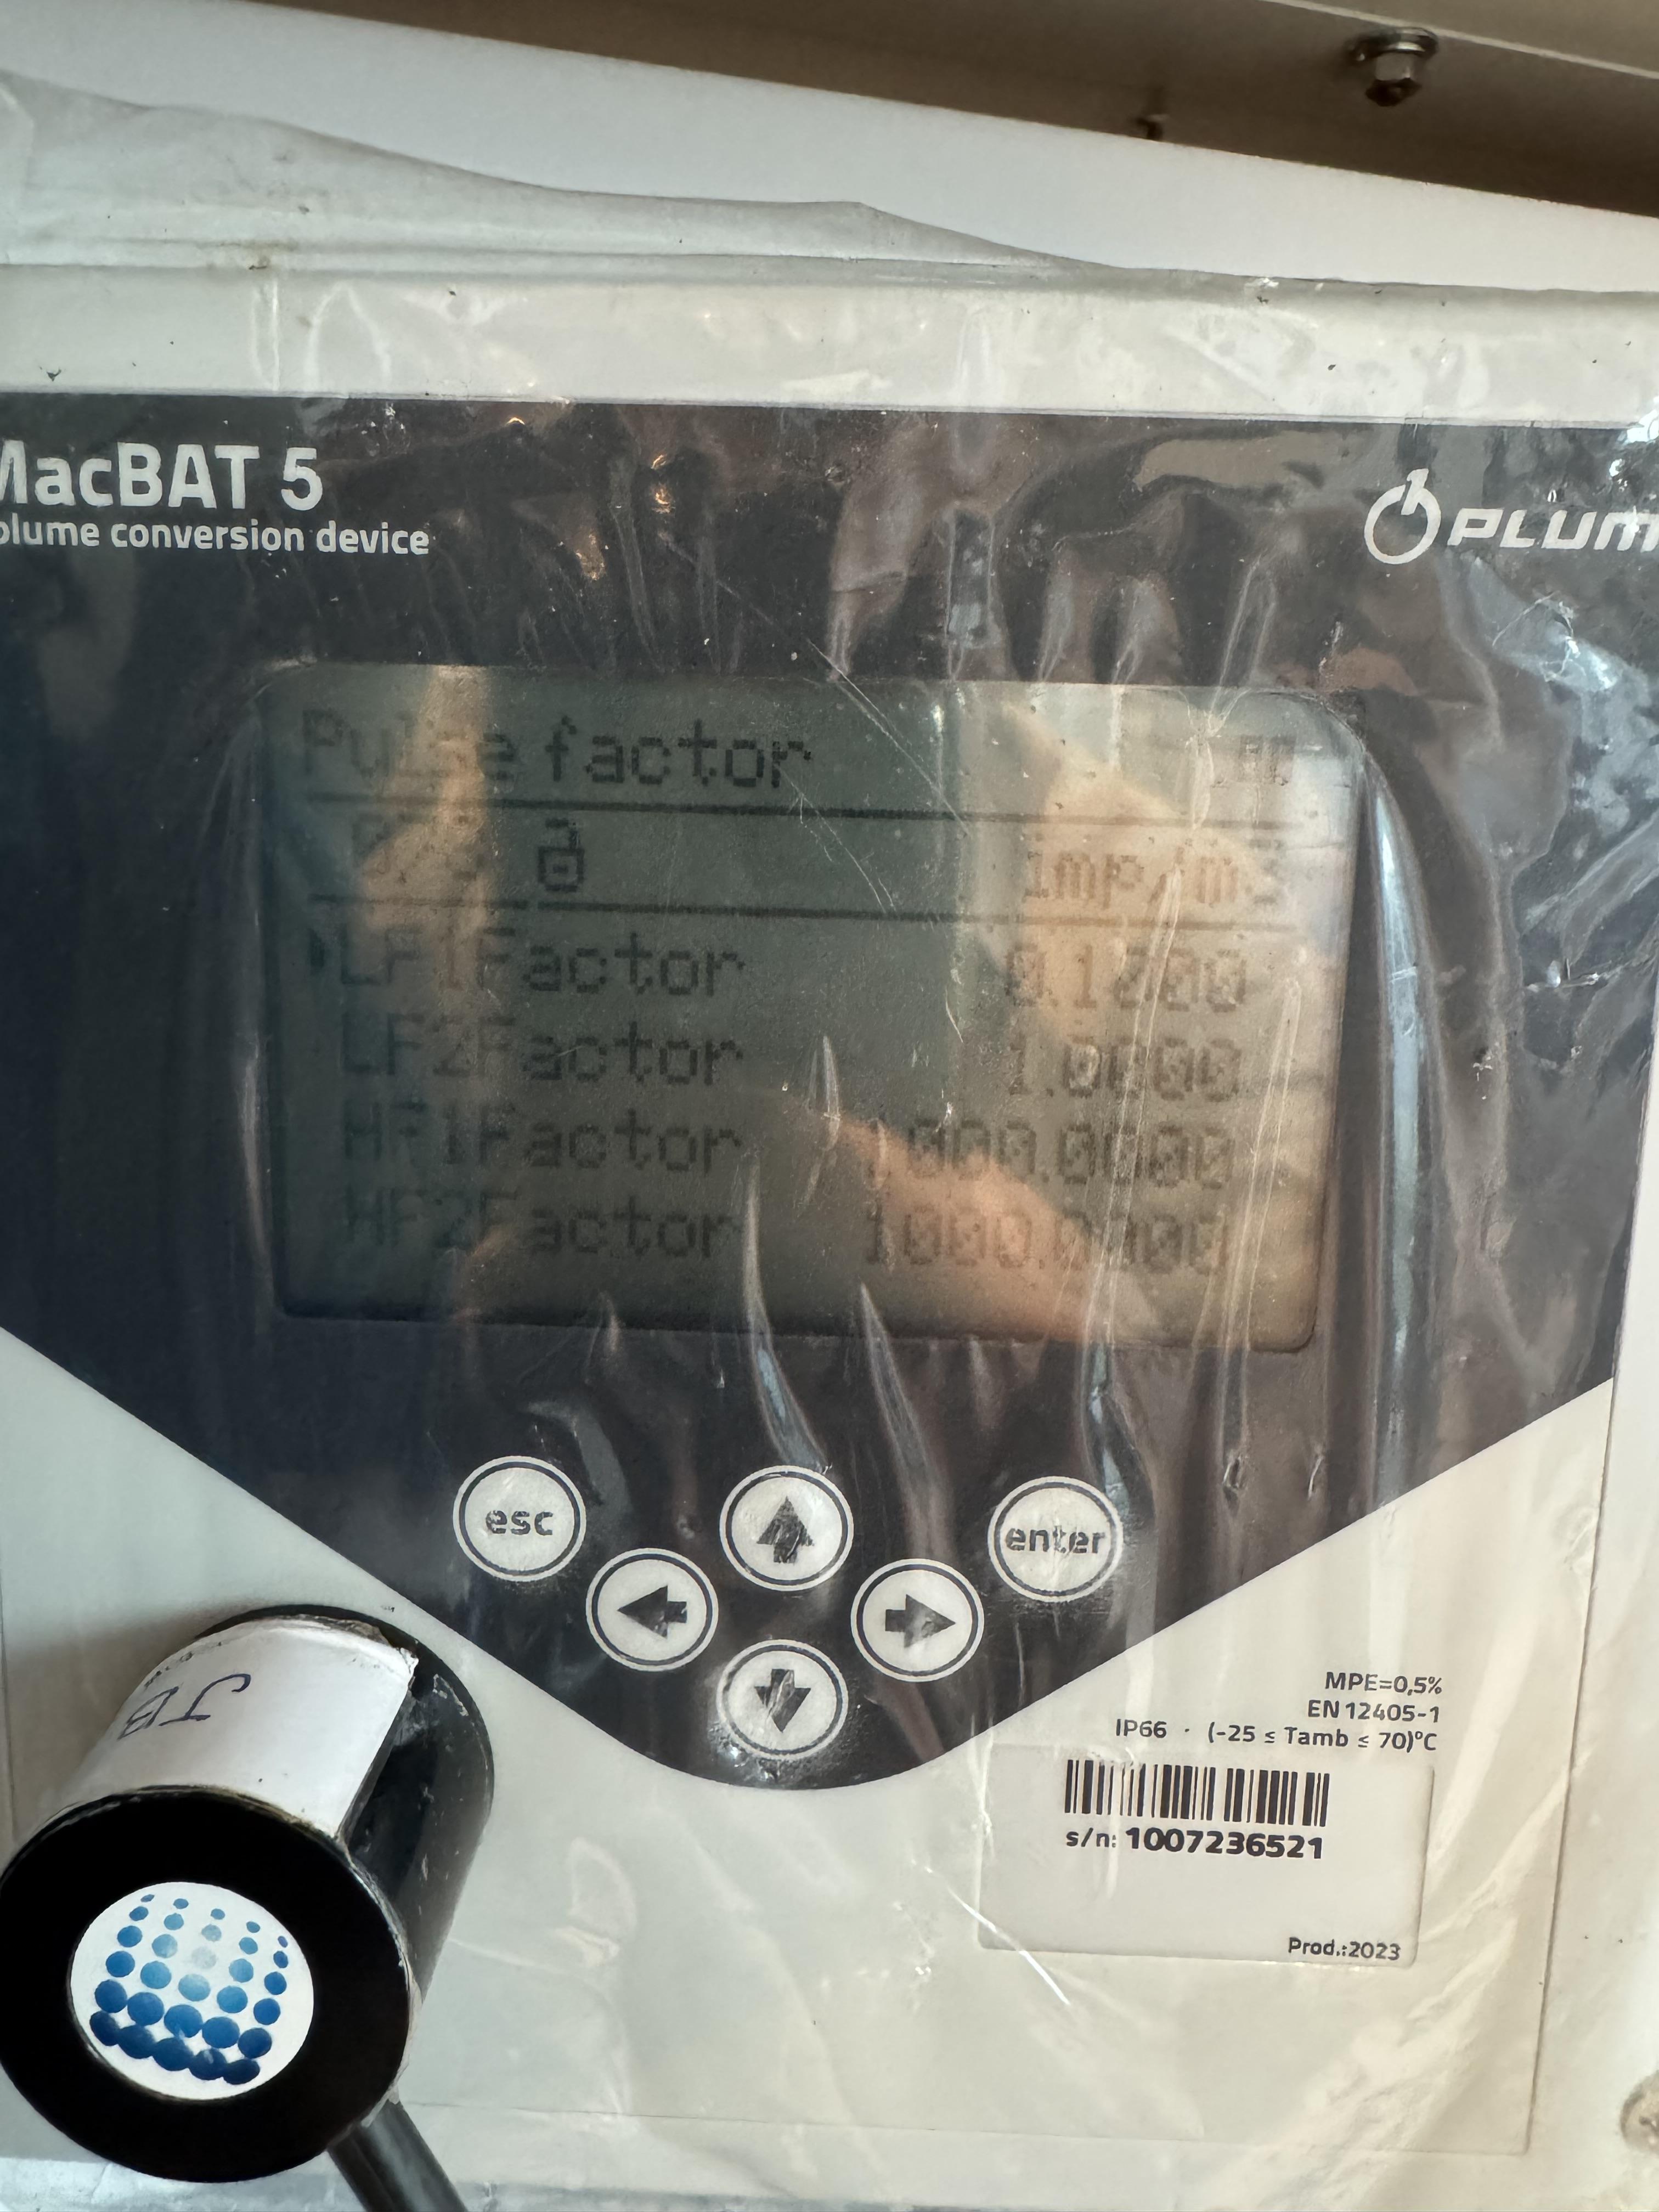 MacBAT 5
olume conversion device
PLUM
Pulse factor
imp/m3
LF1Factor
LF2Factor 1.0000
HF1Factor 1000.0000
HF2Factor 1000.0000
esc
enter
MPE=0,5%
EN 12405-1
IP66 · (-25 ≤ Tamb ≤ 70)°C
s/n: 1007236521
Prod.:2023
JB